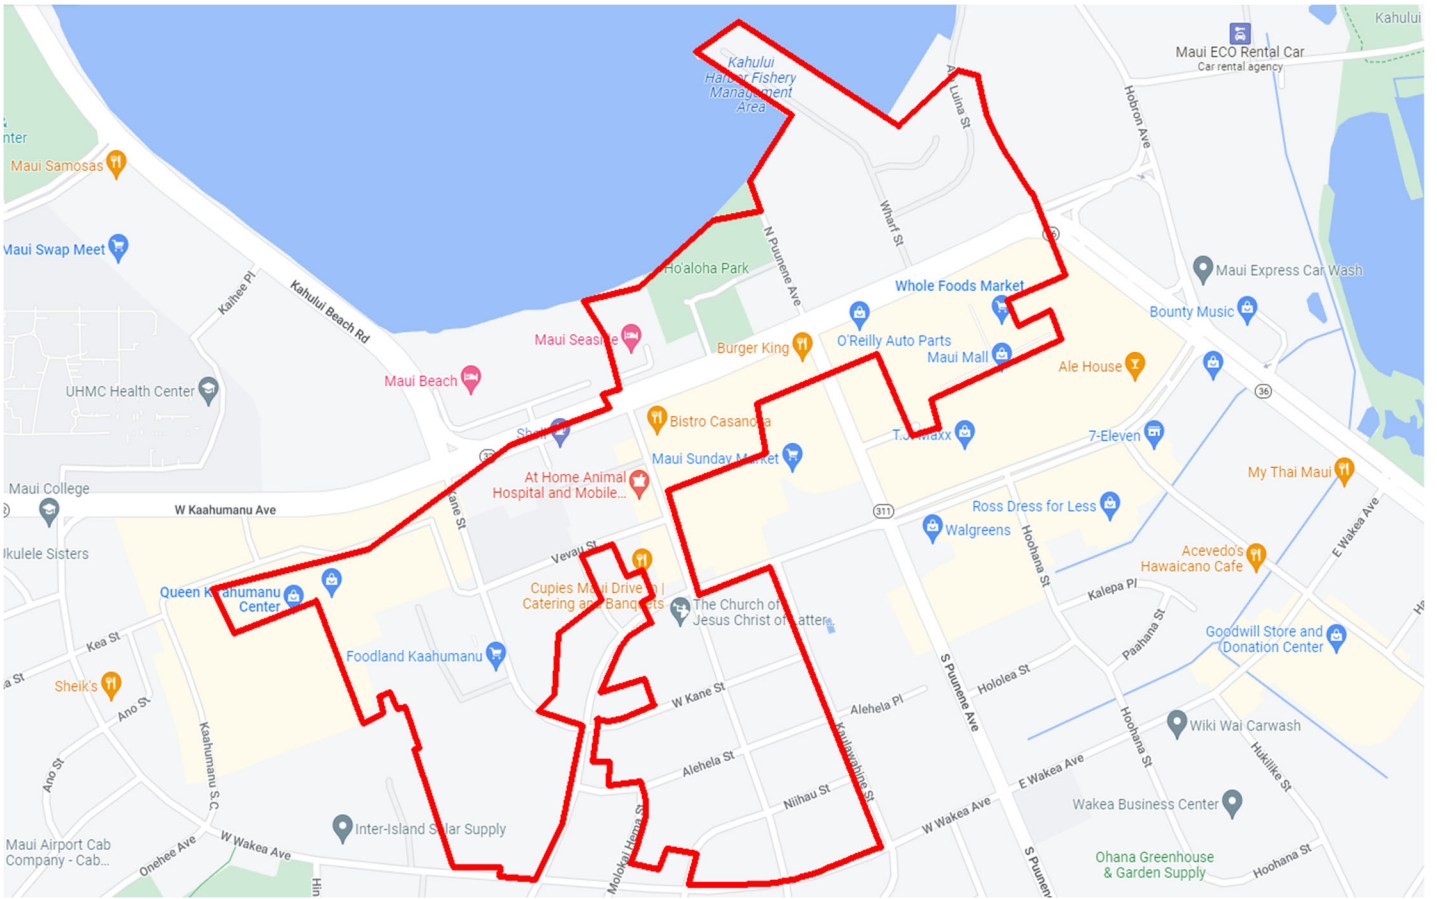 Kahului
Maui ECO Rental Car
Car rental agency
Kahului
Harbor Fishery
Management
Area
Ala Luina St
Hobron Ave
&
nter
Maui Samosas
Maui Swap Meet
Kaihee Pl
Kahului Beach Rd
N Puunene Ave
Wharf St
Ho'aloha Park
Maui Express Car Wash
Whole Foods Market
Bounty Music
O'Reilly Auto Parts
Maui Mall
Maui Seaside
Burger King
Ale House
Maui Beach
UHMC Health Center
36
Bistro Casanova
Shell
T.J. Maxx
7-Eleven
32
Maui Sunday Market
At Home Animal
Hospital and Mobile...
My Thai Maui
Maui College
W Kaahumanu Ave
Kane St
311
Ross Dress for Less
Walgreens
E Wakea Ave
Ukulele Sisters
Vevau St
Hoohana St
Acevedo's
Hawaicano Cafe
Queen Kaahumanu
Center
Cupies Maui Drive In |
Catering and Banquets
The Church of
Jesus Christ of Latter...
Kalepa Pl
Paahana St
Goodwill Store and
Donation Center
Kea St
Foodland Kaahumanu
Sheik's
Ano St
W Kane St
Alehela Pl
Hololea St
S Puunene Ave
Hoohana St
Wiki Wai Carwash
Kaahumanu S.C.
Kaulawahine St
Alehela St
Ano St
Niihau St
E Wakea Ave
Hukilike St
Wakea Business Center
Inter-Island Solar Supply
W Wakea Ave
Maui Airport Cab
Company - Cab...
Onehee Ave
W Wakea Ave
Molokai Hema St
Hin
S Puunene
Ohana Greenhouse
& Garden Supply
Hoohana St